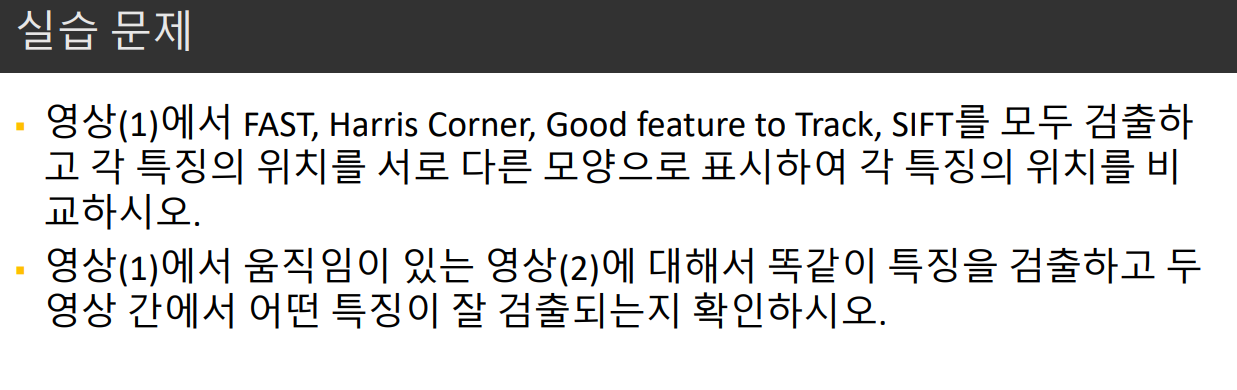 실습 문제
▪ 영상(1)에서 FAST, Harris Corner, Good feature to Track, SIFT를 모두 검출하
고 각 특징의 위치를 서로 다른 모양으로 표시하여 각 특징의 위치를 비
교하시오.
▪ 영상(1)에서 움직임이 있는 영상(2)에 대해서 똑같이 특징을 검출하고 두
영상 간에서 어떤 특징이 잘 검출되는지 확인하시오.